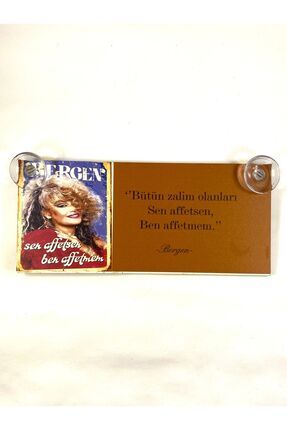 BERGEN
sen affetsen
ben affetmem
“Bütün zalim olanları
Sen affetsen,
Ben affetmem.”
-Bergen-